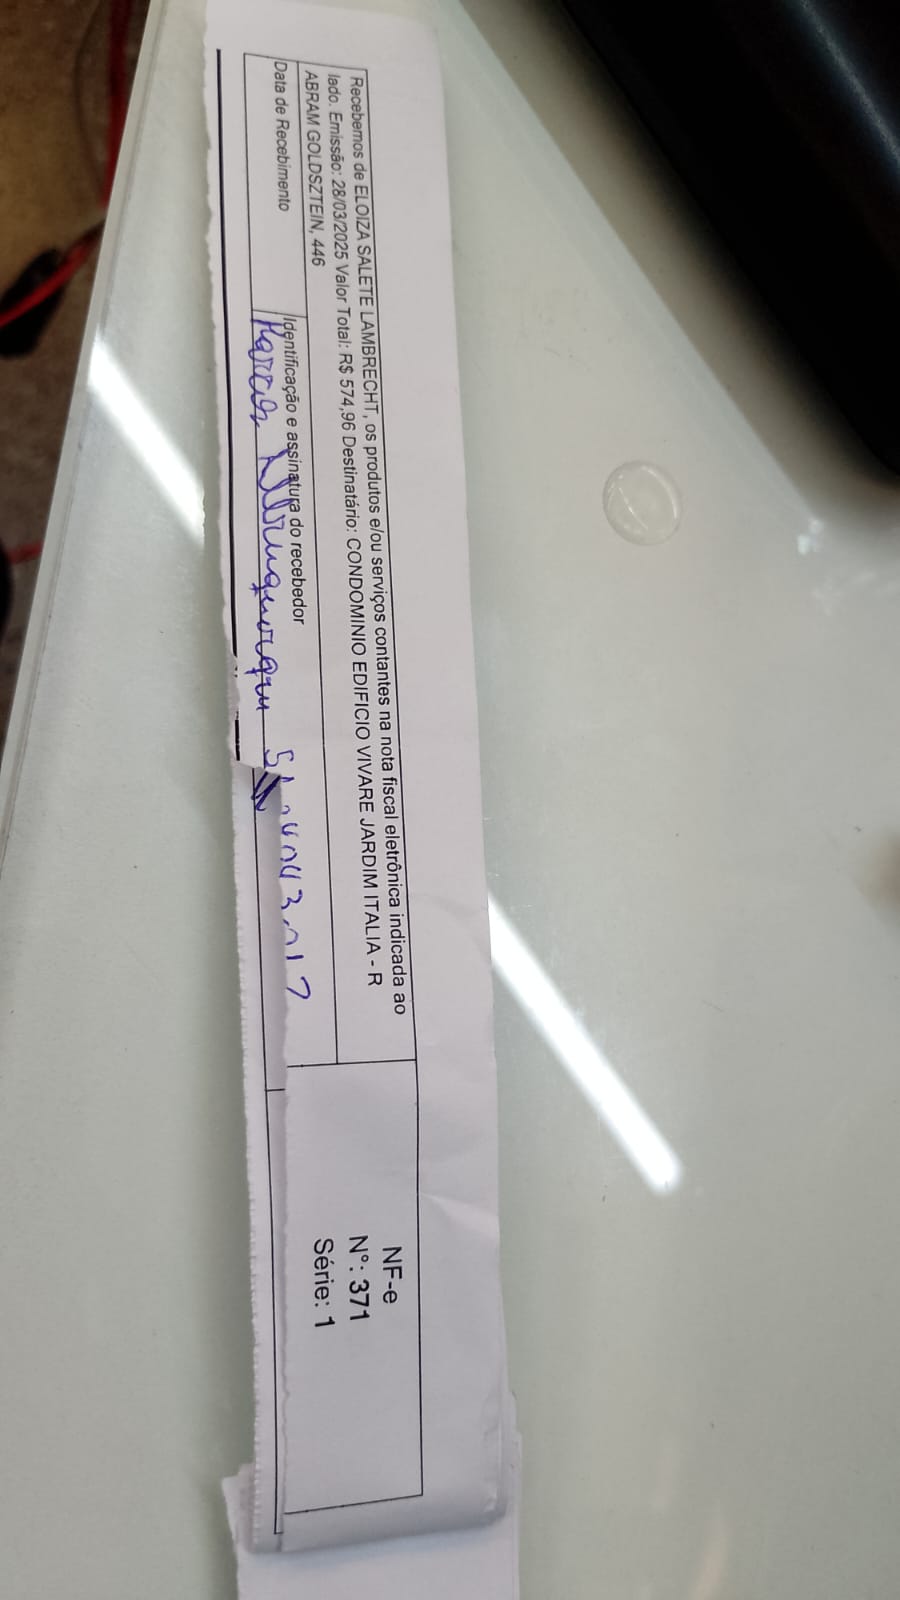 Recebemos de ELOIZA SALETE LAMBRECHT, os produtos e/ou serviços contantes na nota fiscal eletrônica indicada ao
lado. Emissão: 28/03/2025 Valor Total: R$ 574,96 Destinatário: CONDOMINIO EDIFICIO VIVARE JARDIM ITALIA - R
ABRAM GOLDSZTEIN, 446
Data de Recebimento
Identificação e assinatura do recebedor
NF-e
Nº: 371
Série: 1